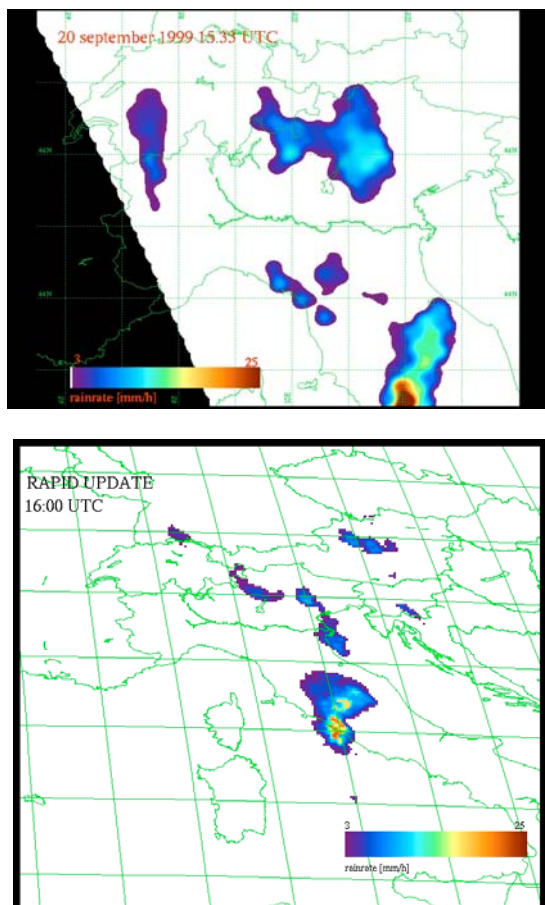 20 september 1999 15.33 UTC
3
25
rainrate [mm/h]
RAPID UPDATE
16:00 UTC
3
25
rainrate [mm/h]